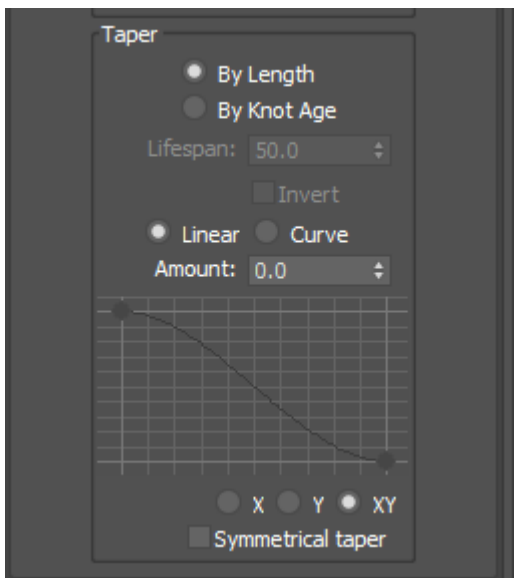 Taper
By Length
By Knot Age
Lifespan: 50.0
Invert
Linear Curve
Amount: 0.0
X Y XY
Symmetrical taper